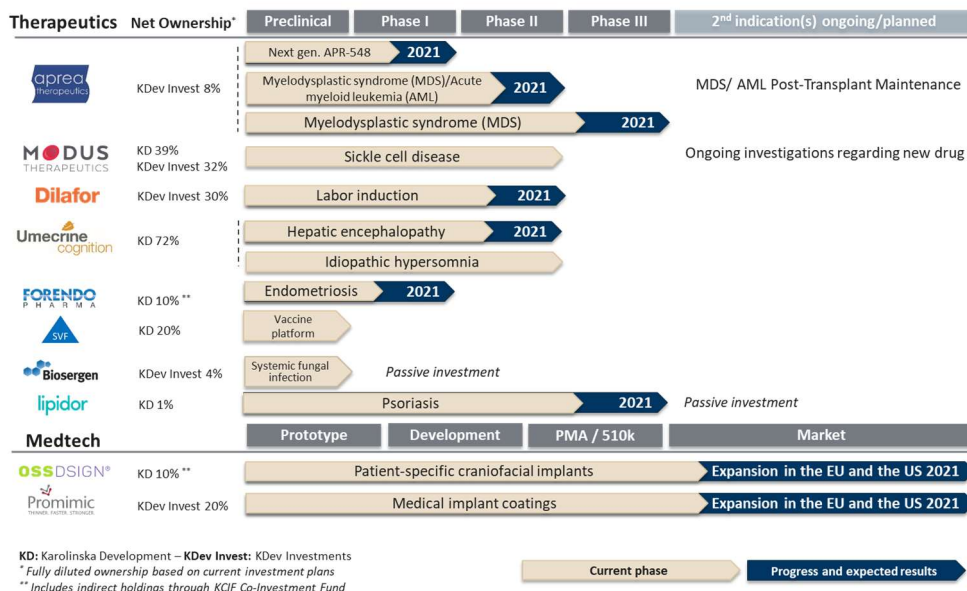 Therapeutics Net Ownership* Preclinical Phase I Phase II Phase III 2nd indication(s) ongoing/planned
Next gen. APR-548 2021
aprea
therapeutics
KDev Invest 8%
Myelodysplastic syndrome (MDS)/Acute
myeloid leukemia (AML)
2021
MDS/ AML Post-Transplant Maintenance
Myelodysplastic syndrome (MDS) 2021
MODUS
THERAPEUTICS
KD 39%
KDev Invest 32%
Sickle cell disease
Ongoing investigations regarding new drug
Dilafor KDev Invest 30% Labor induction 2021
Umecrine
cognition
KD 72%
Hepatic encephalopathy 2021
Idiopathic hypersomnia
FORENDO
PHARMA
KD 10% **
Endometriosis 2021
SVF
KD 20%
Vaccine
platform
Biosergen KDev Invest 4%
Systemic fungal
infection
Passive investment
lipidor KD 1% Psoriasis 2021 Passive investment
Medtech Prototype Development PMA / 510k Market
OSSDSIGN® KD 10% ** Patient-specific craniofacial implants Expansion in the EU and the US 2021
Promimic
THINNER. FASTER. STRONGER.
KDev Invest 20% Medical implant coatings Expansion in the EU and the US 2021
KD: Karolinska Development – KDev Invest: KDev Investments
* Fully diluted ownership based on current investment plans
** Includes indirect holdings through KCIF Co-Investment Fund
Current phase Progress and expected results